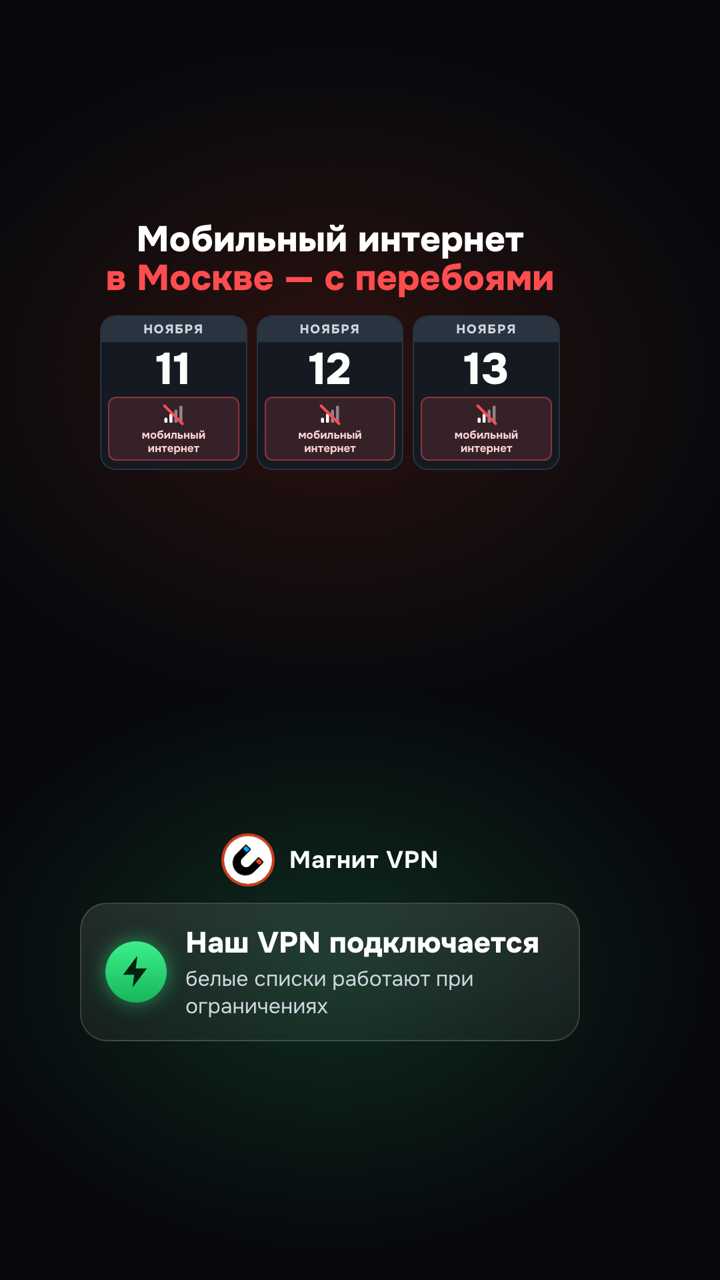 Мобильный интернет
в Москве — с перебоями
НОЯБРЯ
11
мобильный
интернет
НОЯБРЯ
12
мобильный
интернет
НОЯБРЯ
13
мобильный
интернет
Магнит VPN
Наш VPN подключается
белые списки работают при
ограничениях